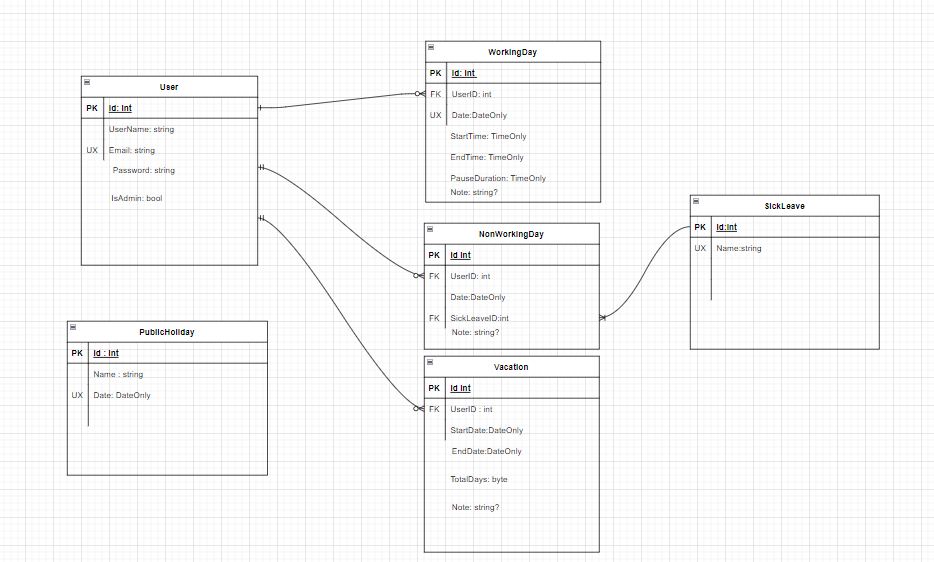 User
PK Id: Int
UserName: string
UX Email: string
Password: string
IsAdmin: bool
WorkingDay
PK Id: Int
FK UserID: int
UX Date:DateOnly
StartTime: TimeOnly
EndTime: TimeOnly
PauseDuration: TimeOnly
Note: string?
NonWorkingDay
PK Id Int
FK UserID: int
Date:DateOnly
FK SickLeaveID:int
Note: string?
SickLeave
PK Id:Int
UX Name:string
PublicHoliday
PK Id : Int
Name : string
UX Date: DateOnly
Vacation
PK Id Int
FK UserID : int
StartDate:DateOnly
EndDate:DateOnly
TotalDays: byte
Note: string?